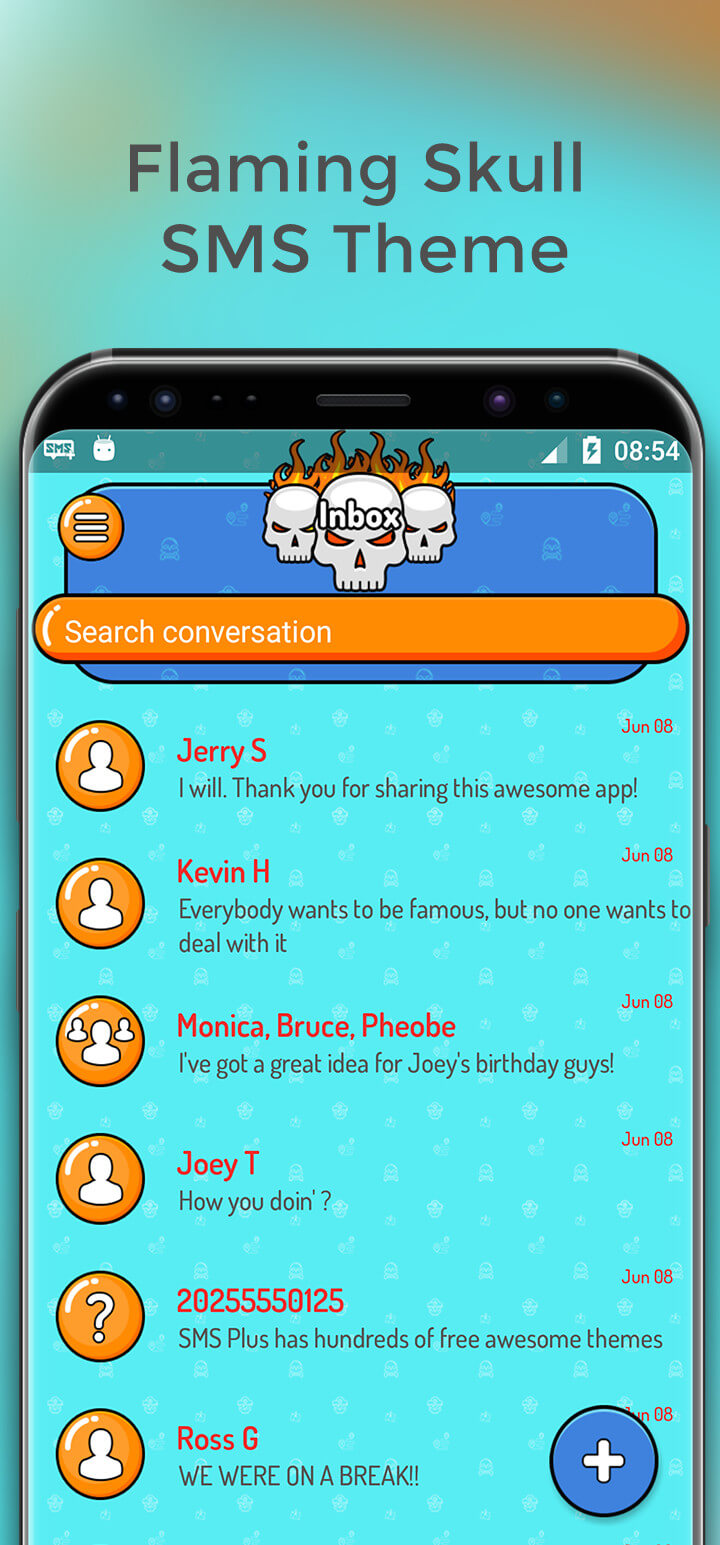 Flaming Skull
SMS Theme
SMS
08:54
Inbox
Search conversation
Jun 08
Jerry S
I will. Thank you for sharing this awesome app!
Jun 08
Kevin H
Everybody wants to be famous, but no one wants to
deal with it
Jun 08
Monica, Bruce, Pheobe
I've got a great idea for Joey's birthday guys!
Jun 08
Joey T
How you doin' ?
Jun 08
20255550125
SMS Plus has hundreds of free awesome themes
Jun 08
Ross G
WE WERE ON A BREAK!!